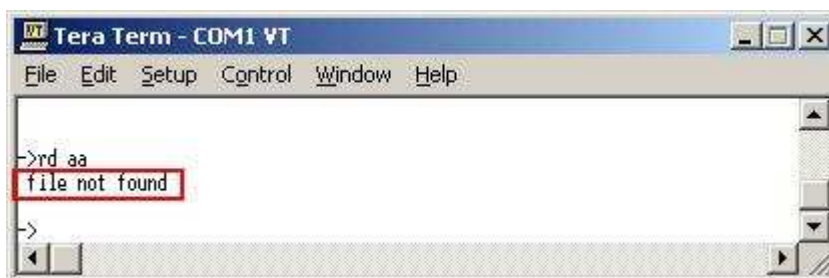 Tera Term - COM1 VT
File Edit Setup Control Window Help
->rd aa
file not found
->